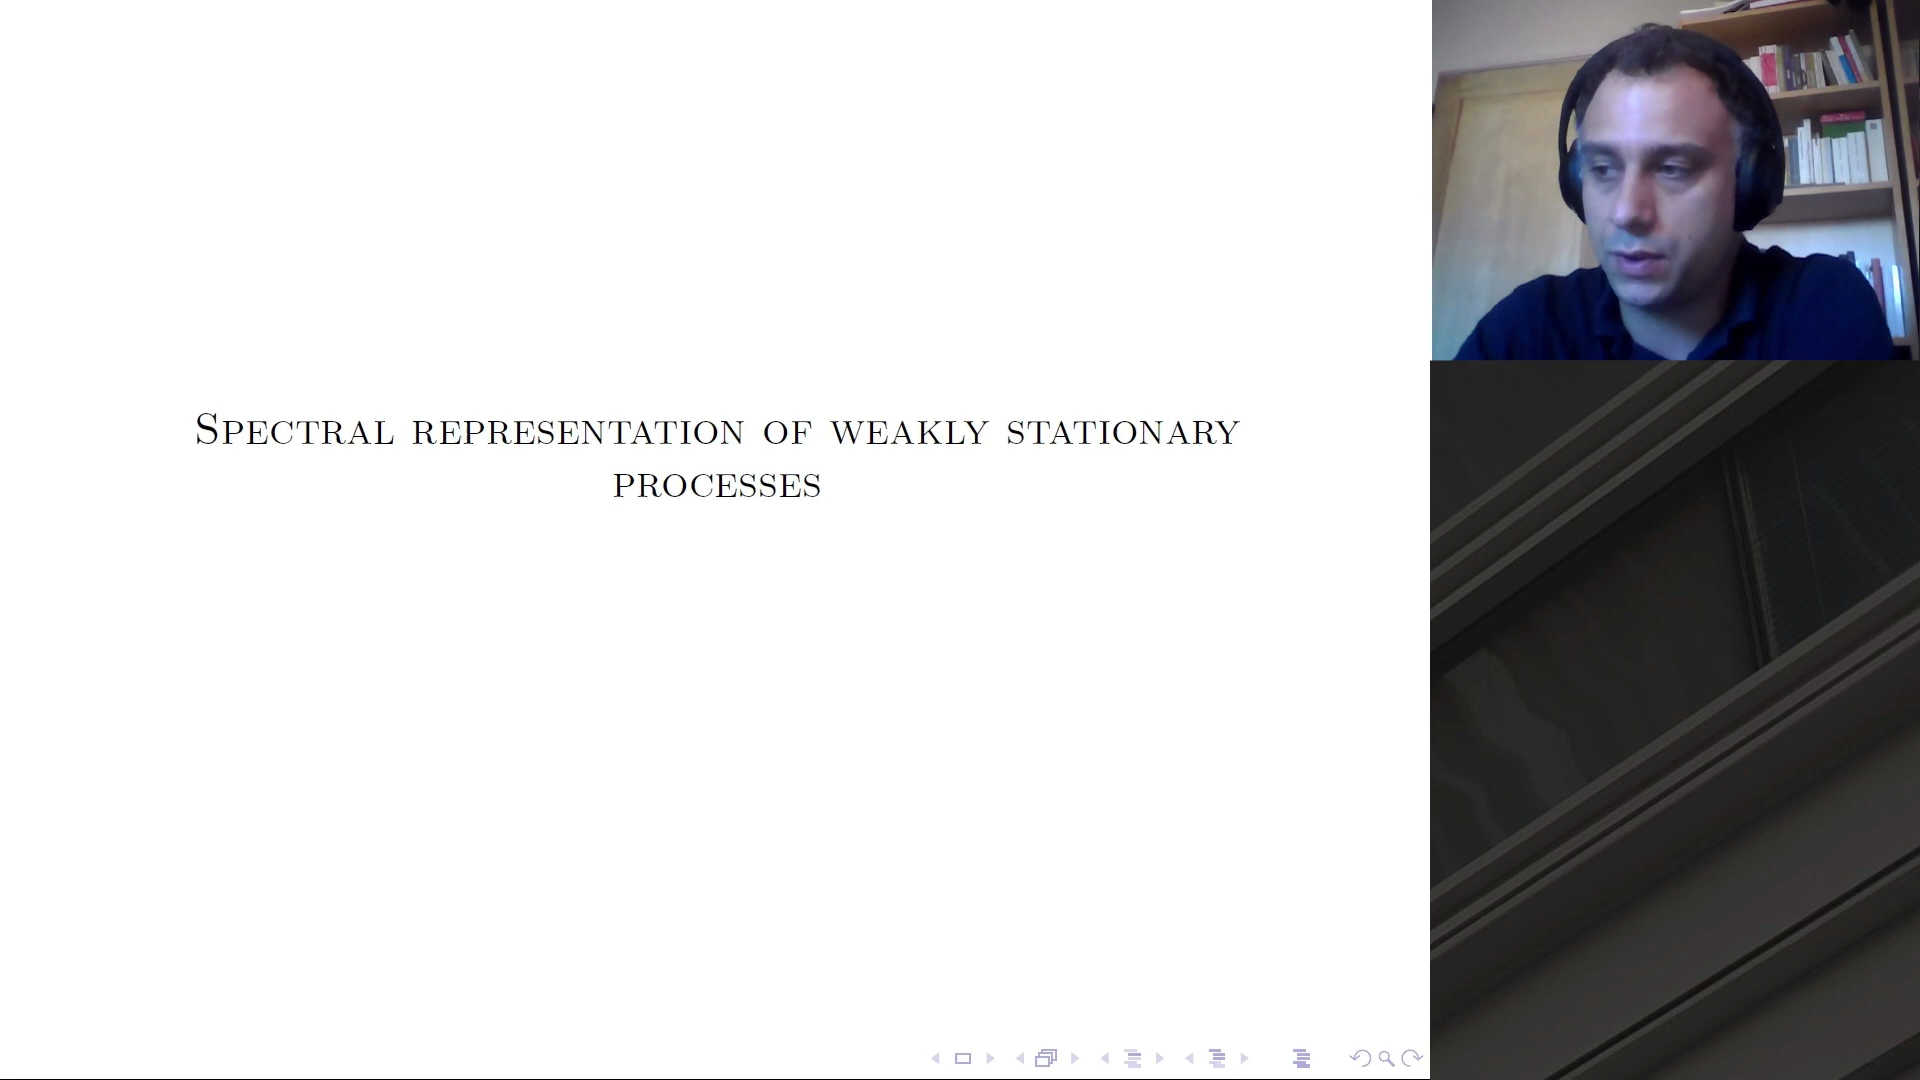 Spectral representation of weakly stationary
processes